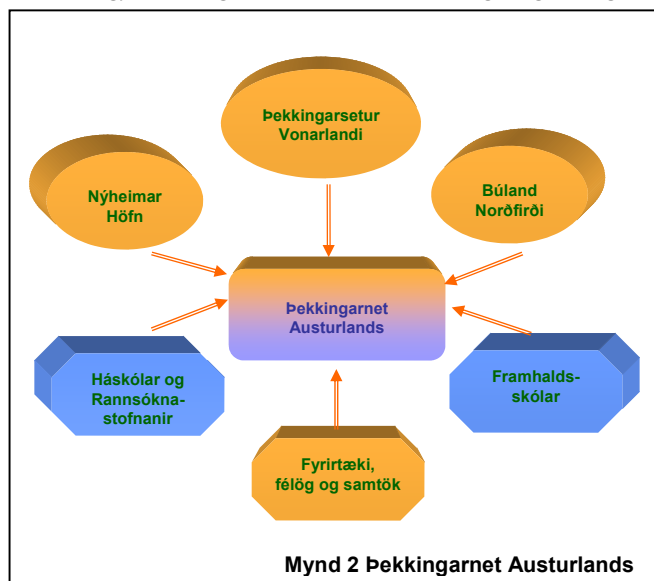 Þekkingarsetur
Vonarlandi
Nýheimar
Höfn
Búland
Norðfirði
Þekkingarnet
Austurlands
Háskólar og
Rannsókna-
stofnanir
Framhalds-
skólar
Fyrirtæki,
félög og samtök
Mynd 2 Þekkingarnet Austurlands